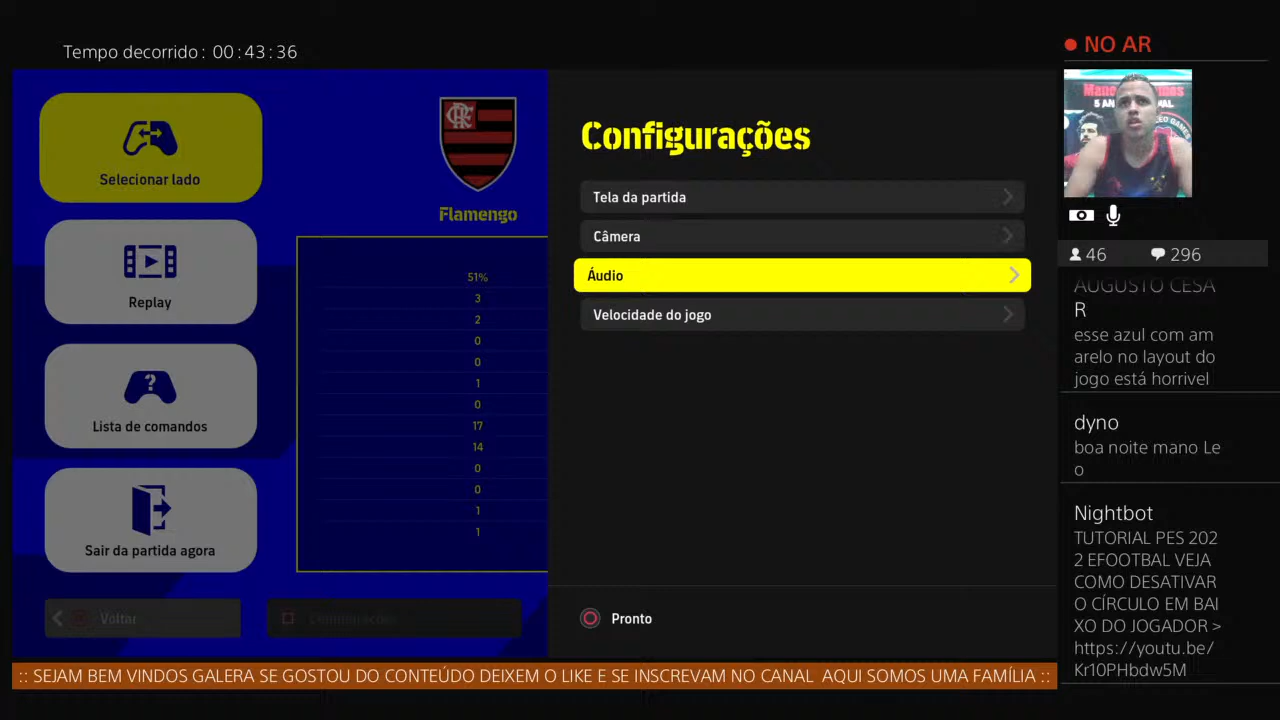 Tempo decorrido : 00 : 43 : 36
NO AR
Selecionar lado
Replay
Lista de comandos
Sair da partida agora
Voltar
CRF
Flamengo
51%
3
2
0
0
1
0
17
14
0
0
1
1
Configurações
Tela da partida
Câmera
Áudio
Velocidade do jogo
Pronto
46
296
AUGUSTO CESA
R
esse azul com am
arelo no layout do
jogo está horrivel
dyno
boa noite mano Le
o
Nightbot
TUTORIAL PES 202
2 EFOOTBAL VEJA
COMO DESATIVAR
O CÍRCULO EM BAI
XO DO JOGADOR >
https://youtu.be/
Kr10PHbdw5M
:: SEJAM BEM VINDOS GALERA SE GOSTOU DO CONTEÚDO DEIXEM O LIKE E SE INSCREVAM NO CANAL AQUI SOMOS UMA FAMÍLIA ::